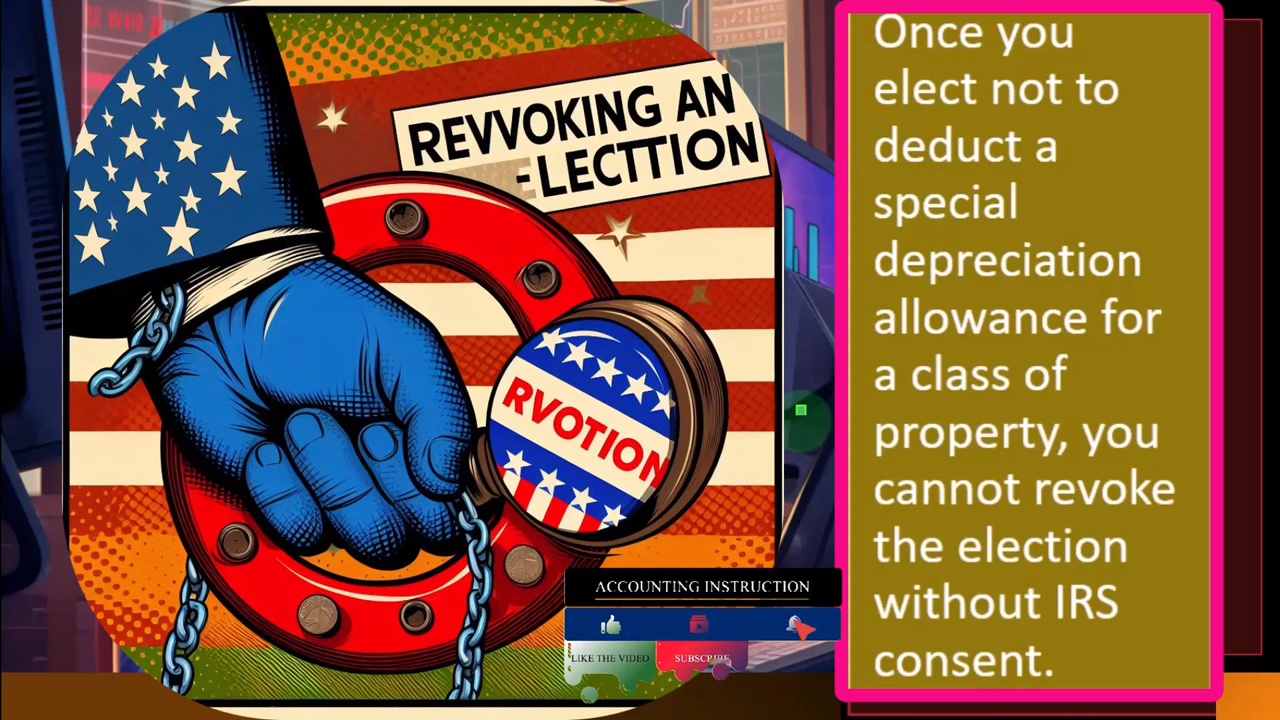 REVVOKING AN
-LECTTION
RVOTION
Once you
elect not to
deduct a
special
depreciation
allowance for
a class of
property, you
cannot revoke
the election
without IRS
consent.
ACCOUNTING INSTRUCTION
LIKE THE VIDEO
SUBSCRIBE